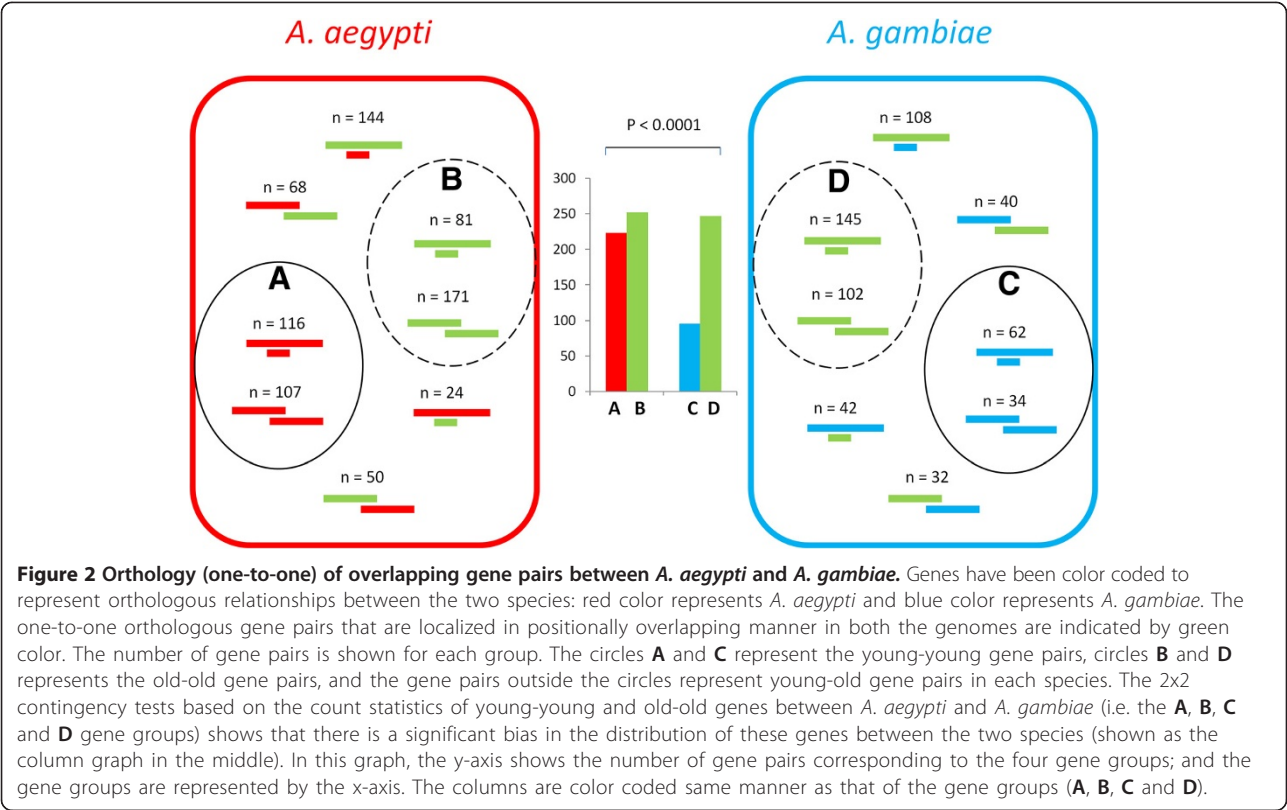 A. aegypti
A. gambiae
n = 144
n = 68
B
n = 81
n = 171
A
n = 116
n = 107
n = 24
n = 50
P < 0.0001
300
250
200
150
100
50
0
A B C D
n = 108
D
n = 145
n = 102
n = 40
C
n = 62
n = 34
n = 42
n = 32
Figure 2 Orthology (one-to-one) of overlapping gene pairs between A. aegypti and A. gambiae. Genes have been color coded to
represent orthologous relationships between the two species: red color represents A. aegypti and blue color represents A. gambiae. The
one-to-one orthologous gene pairs that are localized in positionally overlapping manner in both the genomes are indicated by green
color. The number of gene pairs is shown for each group. The circles A and C represent the young-young gene pairs, circles B and D
represents the old-old gene pairs, and the gene pairs outside the circles represent young-old gene pairs in each species. The 2x2
contingency tests based on the count statistics of young-young and old-old genes between A. aegypti and A. gambiae (i.e. the A, B, C
and D gene groups) shows that there is a significant bias in the distribution of these genes between the two species (shown as the
column graph in the middle). In this graph, the y-axis shows the number of gene pairs corresponding to the four gene groups; and the
gene groups are represented by the x-axis. The columns are color coded same manner as that of the gene groups (A, B, C and D).